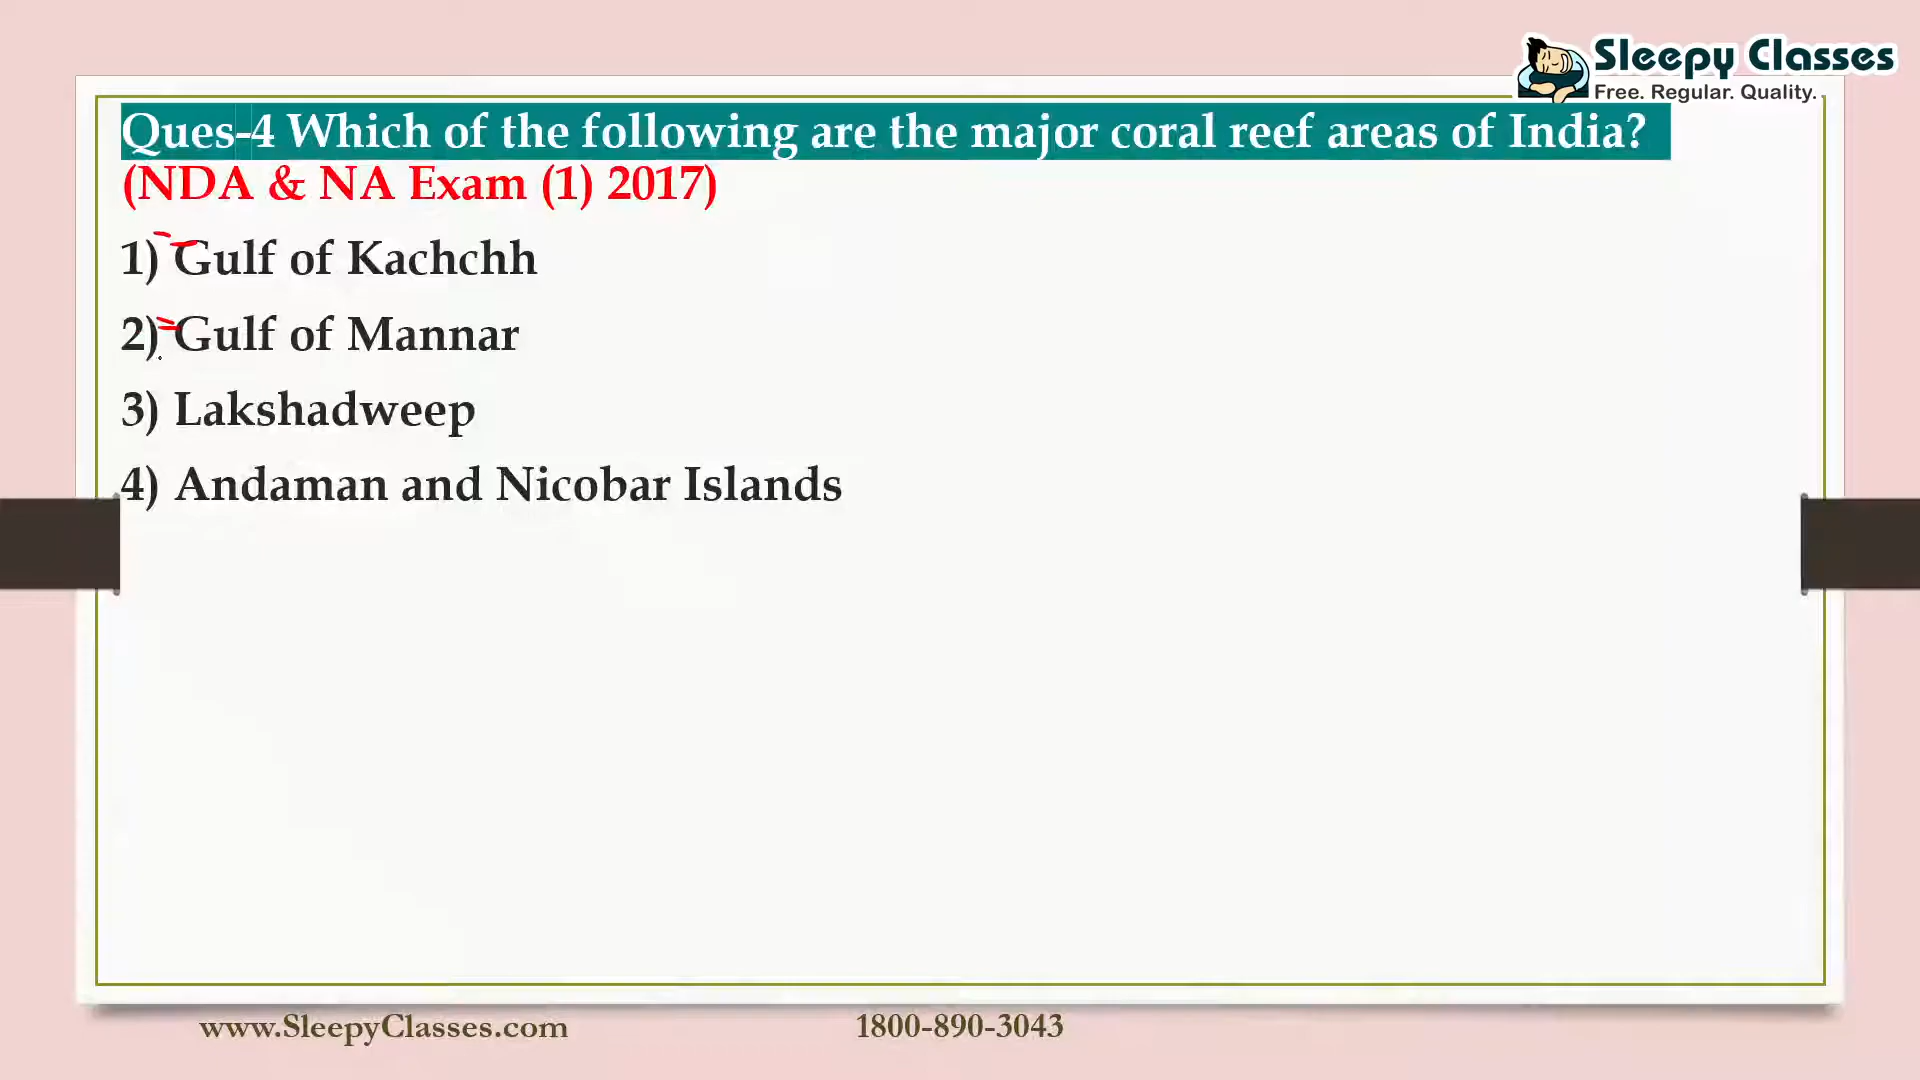 Sleepy Classes
Free. Regular. Quality.
Ques-4 Which of the following are the major coral reef areas of India?
(NDA & NA Exam (1) 2017)
1) Gulf of Kachchh
2) Gulf of Mannar
3) Lakshadweep
4) Andaman and Nicobar Islands
www.SleepyClasses.com 1800-890-3043